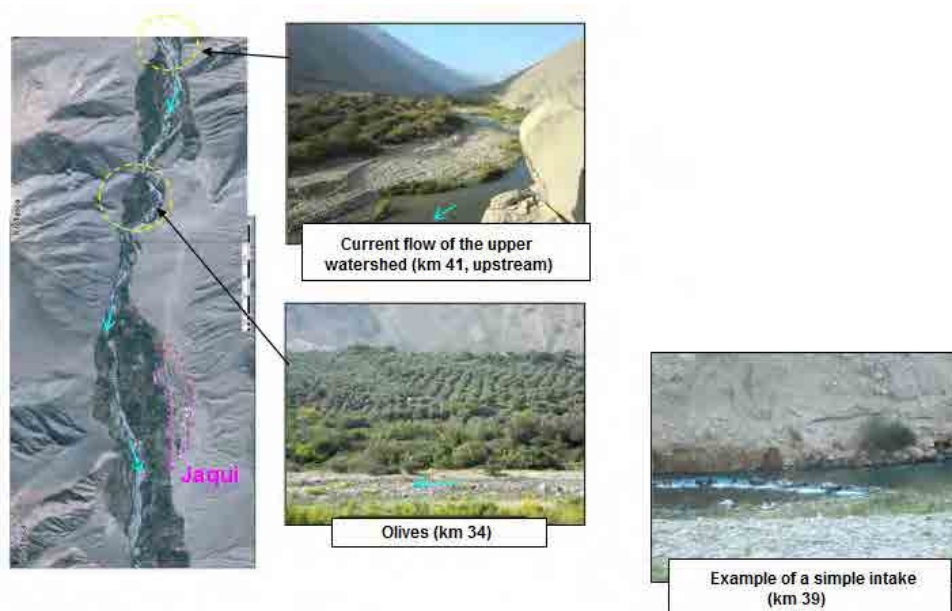 Current flow of the upper
watershed (km 41, upstream)
Jaqui
Olives (km 34)
Example of a simple intake
(km 39)